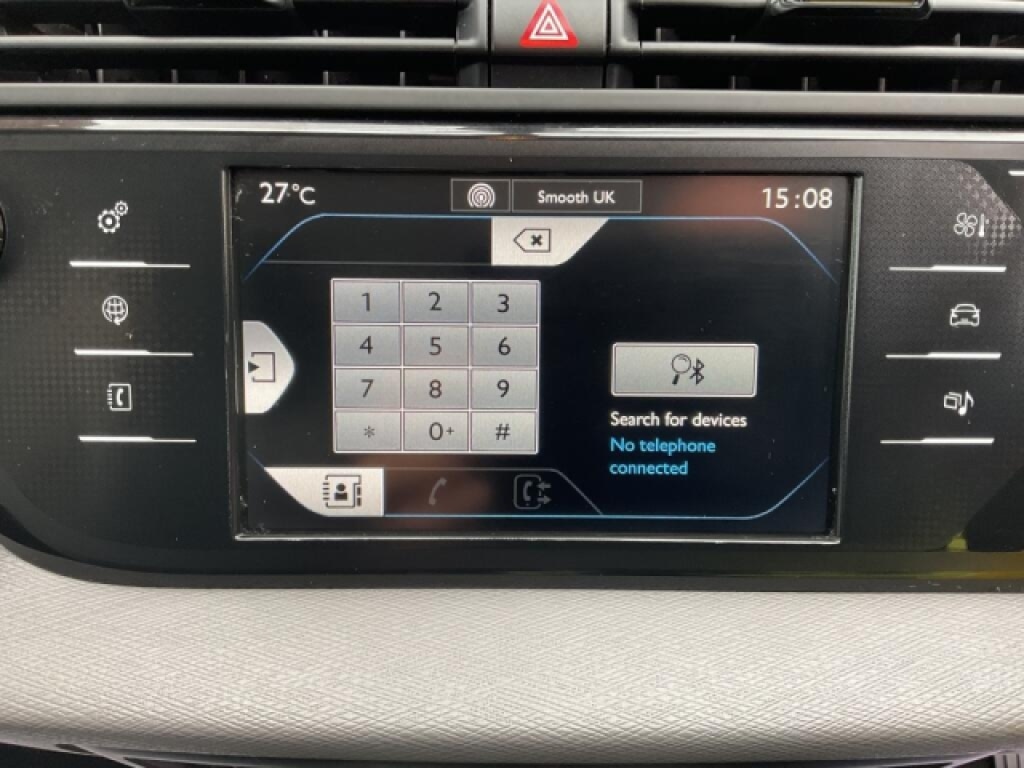 27°C
Smooth UK
15:08
1 2 3
4 5 6
7 8 9
* 0+ #
Search for devices
No telephone
connected